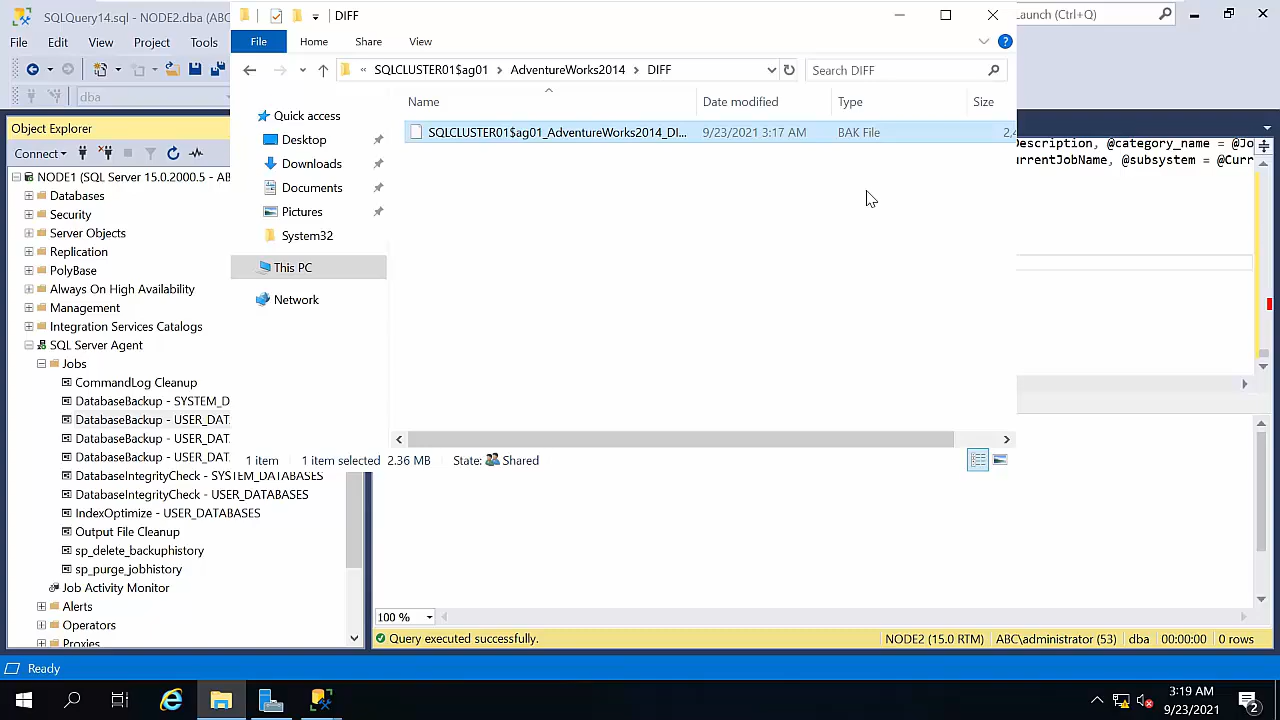 SQLQuery14.sql - NODE2.dba
DIFF
Launch (Ctrl+Q)
File Edit View Project Tools
File Home Share View
« SQLCLUSTER01$ag01 > AdventureWorks2014 > DIFF
Search DIFF
dba
Name Date modified Type Size
Object Explorer
Quick access
SQLCLUSTER01$ag01_AdventureWorks2014_DI... 9/23/2021 3:17 AM BAK File
Desktop
Connect
Downloads
NODE1 (SQL Server 15.0.2000.5 - AB
Documents
Databases
Pictures
Security
Server Objects
System32
Replication
This PC
PolyBase
Always On High Availability
Network
Management
Integration Services Catalogs
SQL Server Agent
Jobs
CommandLog Cleanup
DatabaseBackup - SYSTEM_D
DatabaseBackup - USER_DAT
DatabaseBackup - USER_DAT
DatabaseBackup - USER_DAT
1 item 1 item selected 2.36 MB State: Shared
DatabaseIntegrityCheck - SYSTEM_DATABASES
DatabaseIntegrityCheck - USER_DATABASES
IndexOptimize - USER_DATABASES
Output File Cleanup
sp_delete_backuphistory
sp_purge_jobhistory
Job Activity Monitor
Alerts
Operators
Proxies
escription, @category_name = @Jo
mCurrentJobName, @subsystem = @Curr
100 %
Query executed successfully. NODE2 (15.0 RTM) ABC\administrator (53) dba 00:00:00 0 rows
Ready
3:19 AM
9/23/2021
2